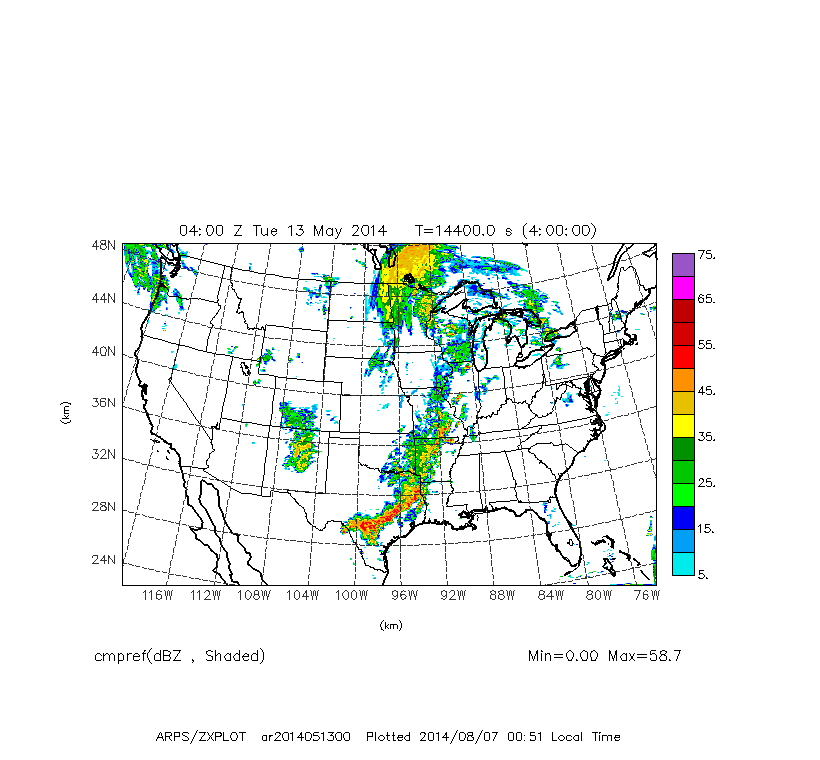 04:00 Z Tue 13 May 2014 T=14400.0 s (4:00:00)
48N
44N
40N
36N
32N
28N
24N
(km)
75.
65.
55.
45.
35.
25.
15.
5.
116W 112W 108W 104W 100W 96W 92W 88W 84W 80W 76W
(km)
cmpref(dBZ , Shaded) Min=0.00 Max=58.7
ARPS/ZXPLOT ar2014051300 Plotted 2014/08/07 00:51 Local Time